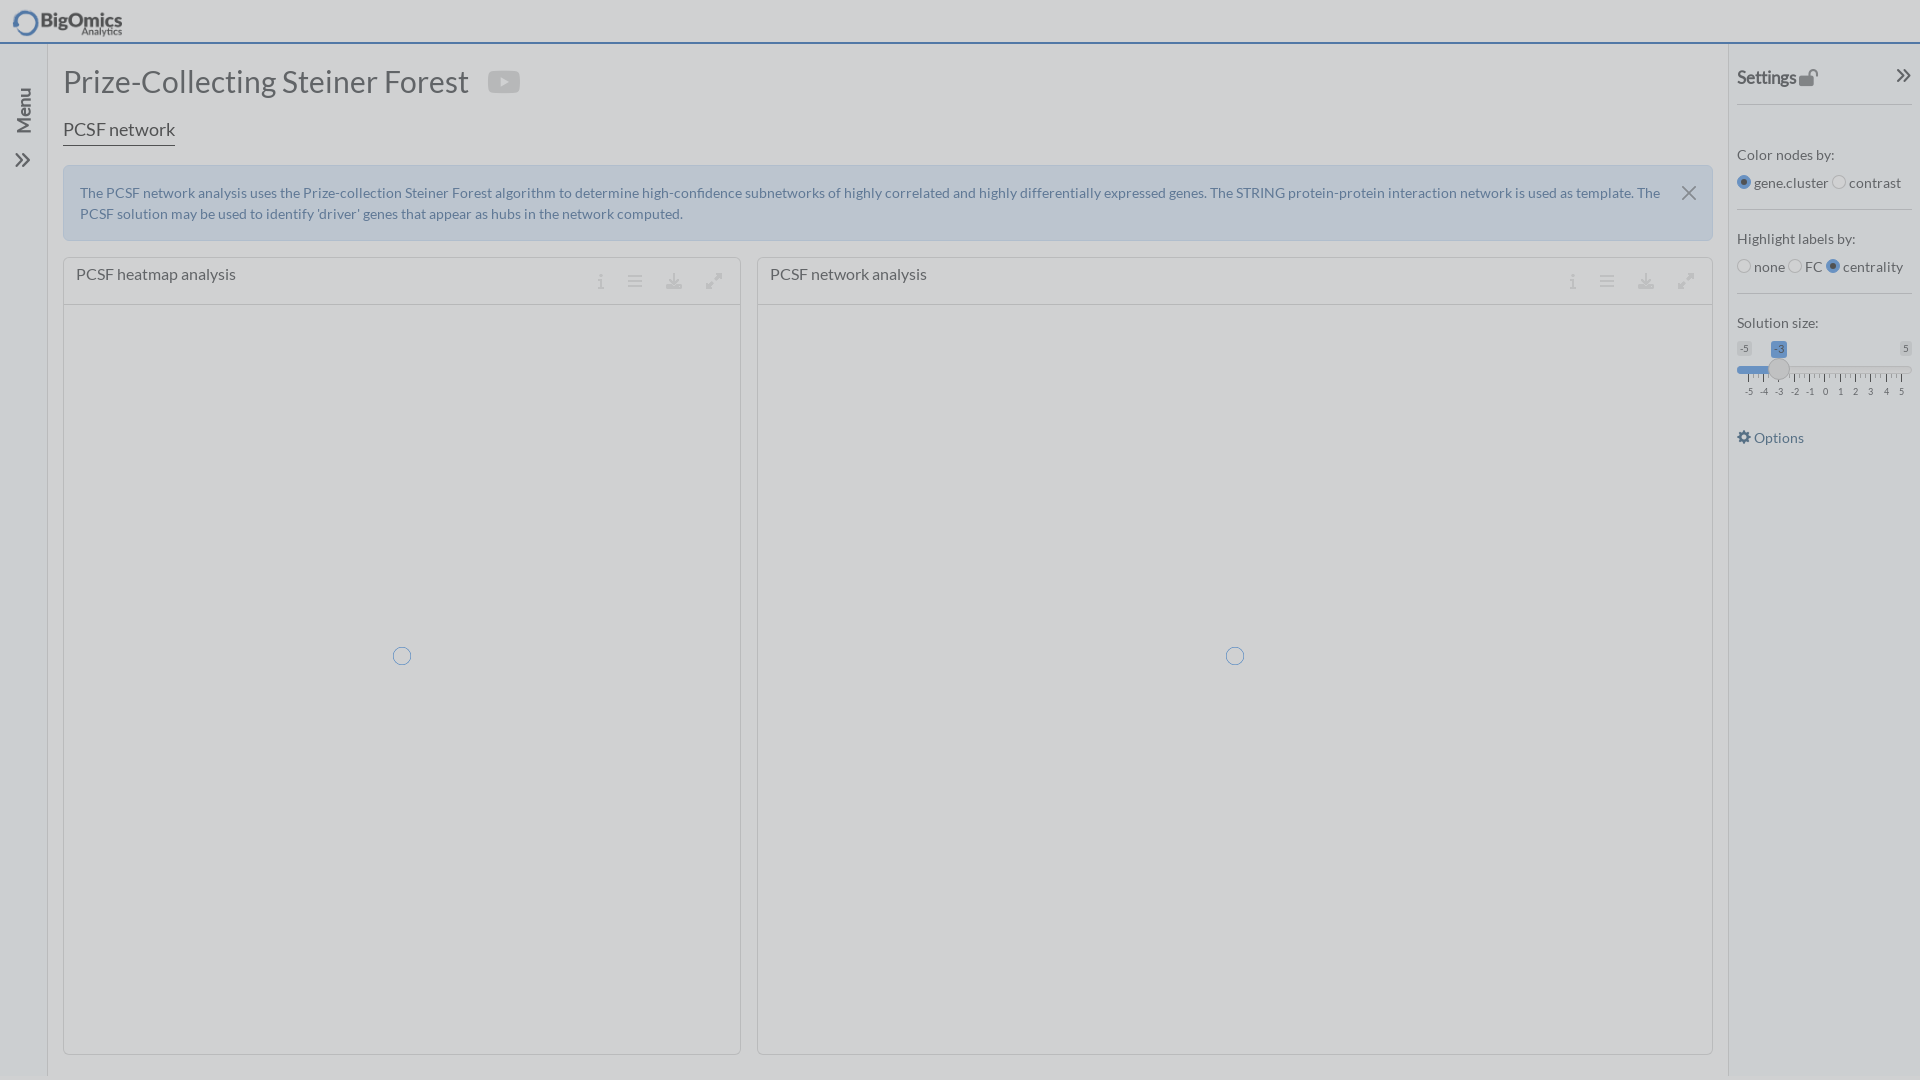 BigOmics
Analytics
Menu
Prize-Collecting Steiner Forest
PCSF network
The PCSF network analysis uses the Prize-collection Steiner Forest algorithm to determine high-confidence subnetworks of highly correlated and highly differentially expressed genes. The STRING protein-protein interaction network is used as template. The
PCSF solution may be used to identify 'driver' genes that appear as hubs in the network computed.
PCSF heatmap analysis
PCSF network analysis
Settings
Color nodes by:
gene.cluster contrast
Highlight labels by:
none FC centrality
Solution size:
-5 -3 5
-5 -4 -3 -2 -1 0 1 2 3 4 5
Options